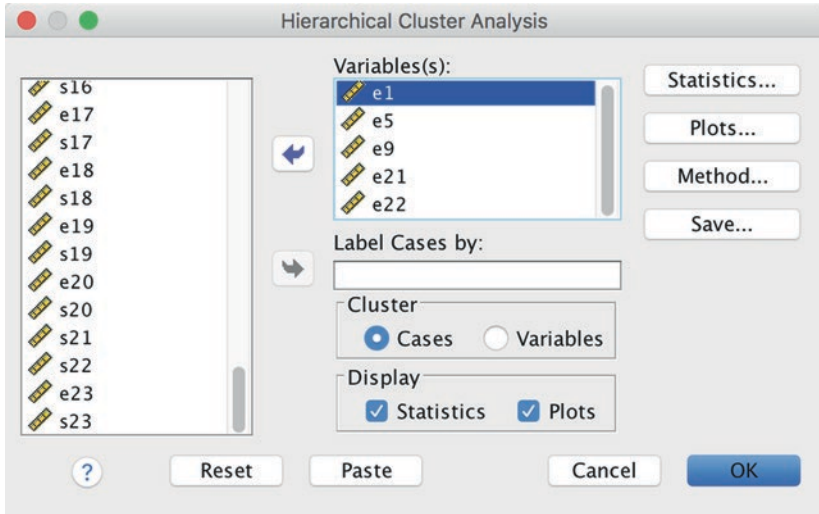 Hierarchical Cluster Analysis
s16
e17
s17
e18
s18
e19
s19
e20
s20
s21
s22
e23
s23
Variables(s):
e1
e5
e9
e21
e22
Label Cases by:
Cluster
Cases Variables
Display
Statistics Plots
Statistics...
Plots...
Method...
Save...
? Reset Paste Cancel OK